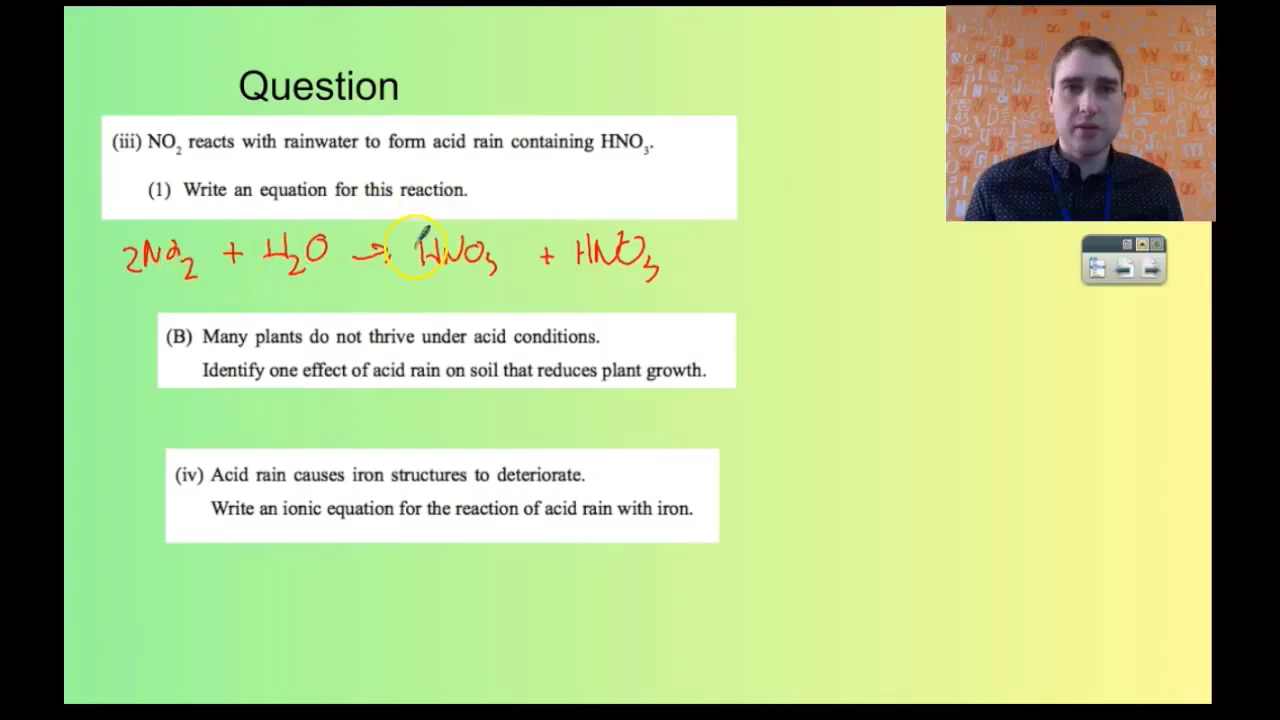 Question
(iii) NO₂ reacts with rainwater to form acid rain containing HNO₃.
(1) Write an equation for this reaction.
2NO₂ + H₂O → HNO₃ + HNO₃
(B) Many plants do not thrive under acid conditions.
Identify one effect of acid rain on soil that reduces plant growth.
(iv) Acid rain causes iron structures to deteriorate.
Write an ionic equation for the reaction of acid rain with iron.